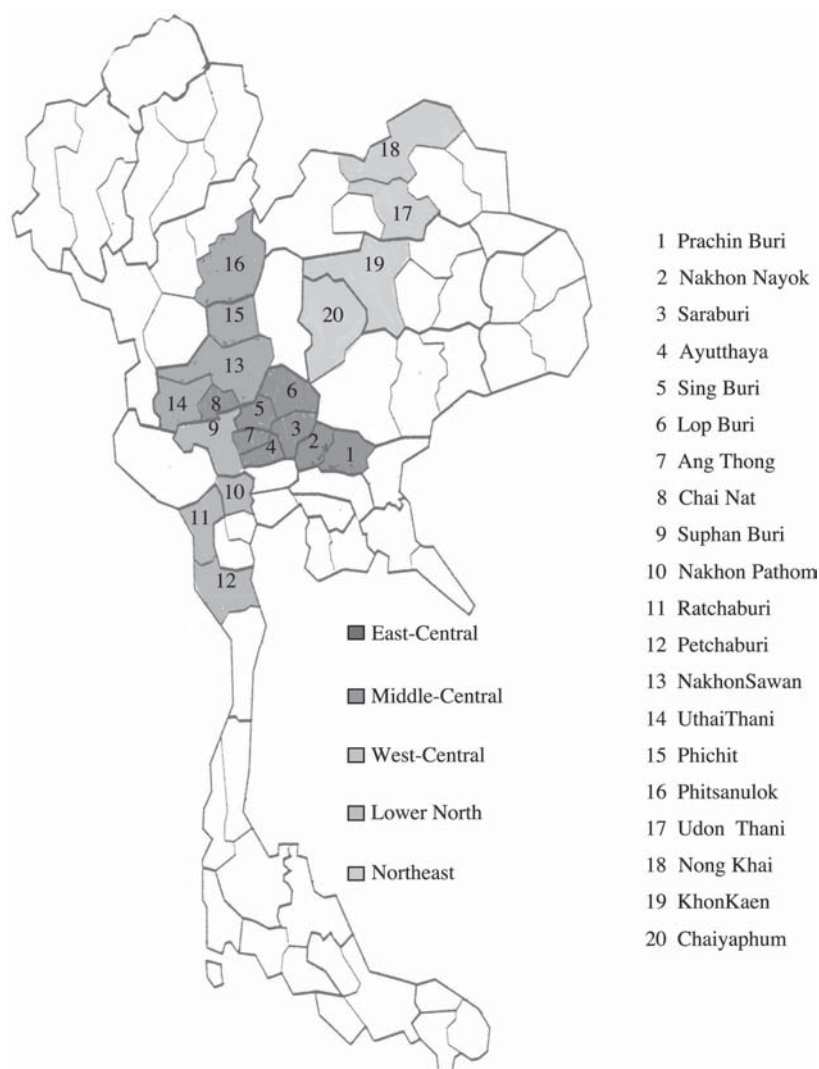 18
17
16
19
15
20
13
6
14
8
5
9
3
7
2
4
1
10
11
12
1 Prachin Buri
2 Nakhon Nayok
3 Saraburi
4 Ayutthaya
5 Sing Buri
6 Lop Buri
7 Ang Thong
8 Chai Nat
9 Suphan Buri
10 Nakhon Pathom
11 Ratchaburi
12 Petchaburi
13 NakhonSawan
14 UthaiThani
15 Phichit
16 Phitsanulok
17 Udon Thani
18 Nong Khai
19 KhonKaen
20 Chaiyaphum
East-Central
Middle-Central
West-Central
Lower North
Northeast